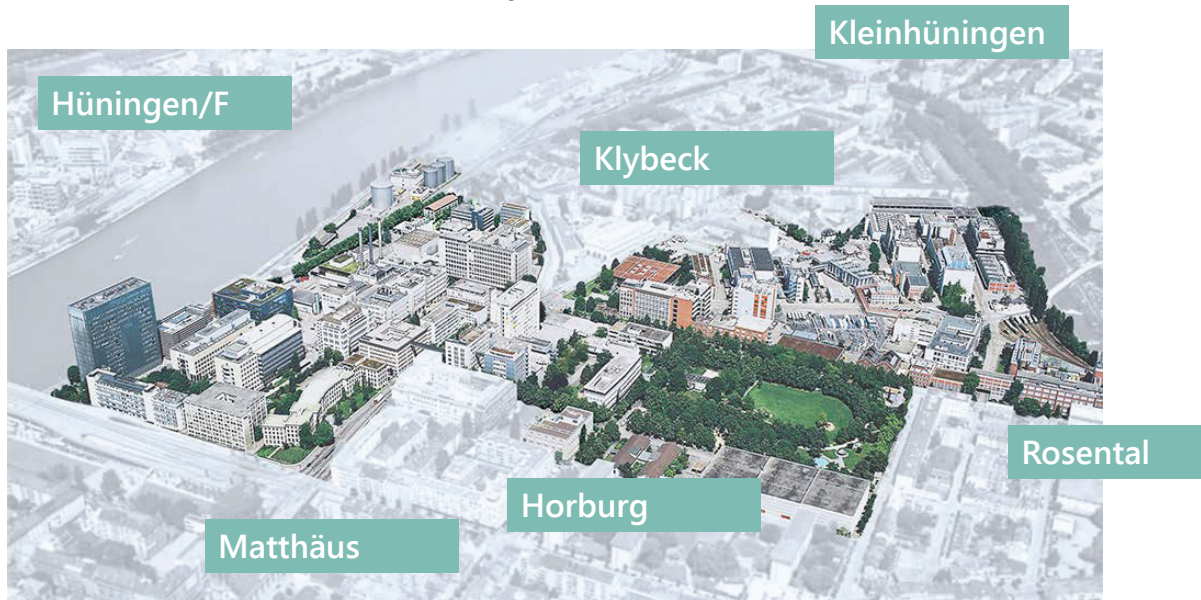 Kleinhüningen
Hüningen/F
Klybeck
Rosental
Horburg
Matthäus